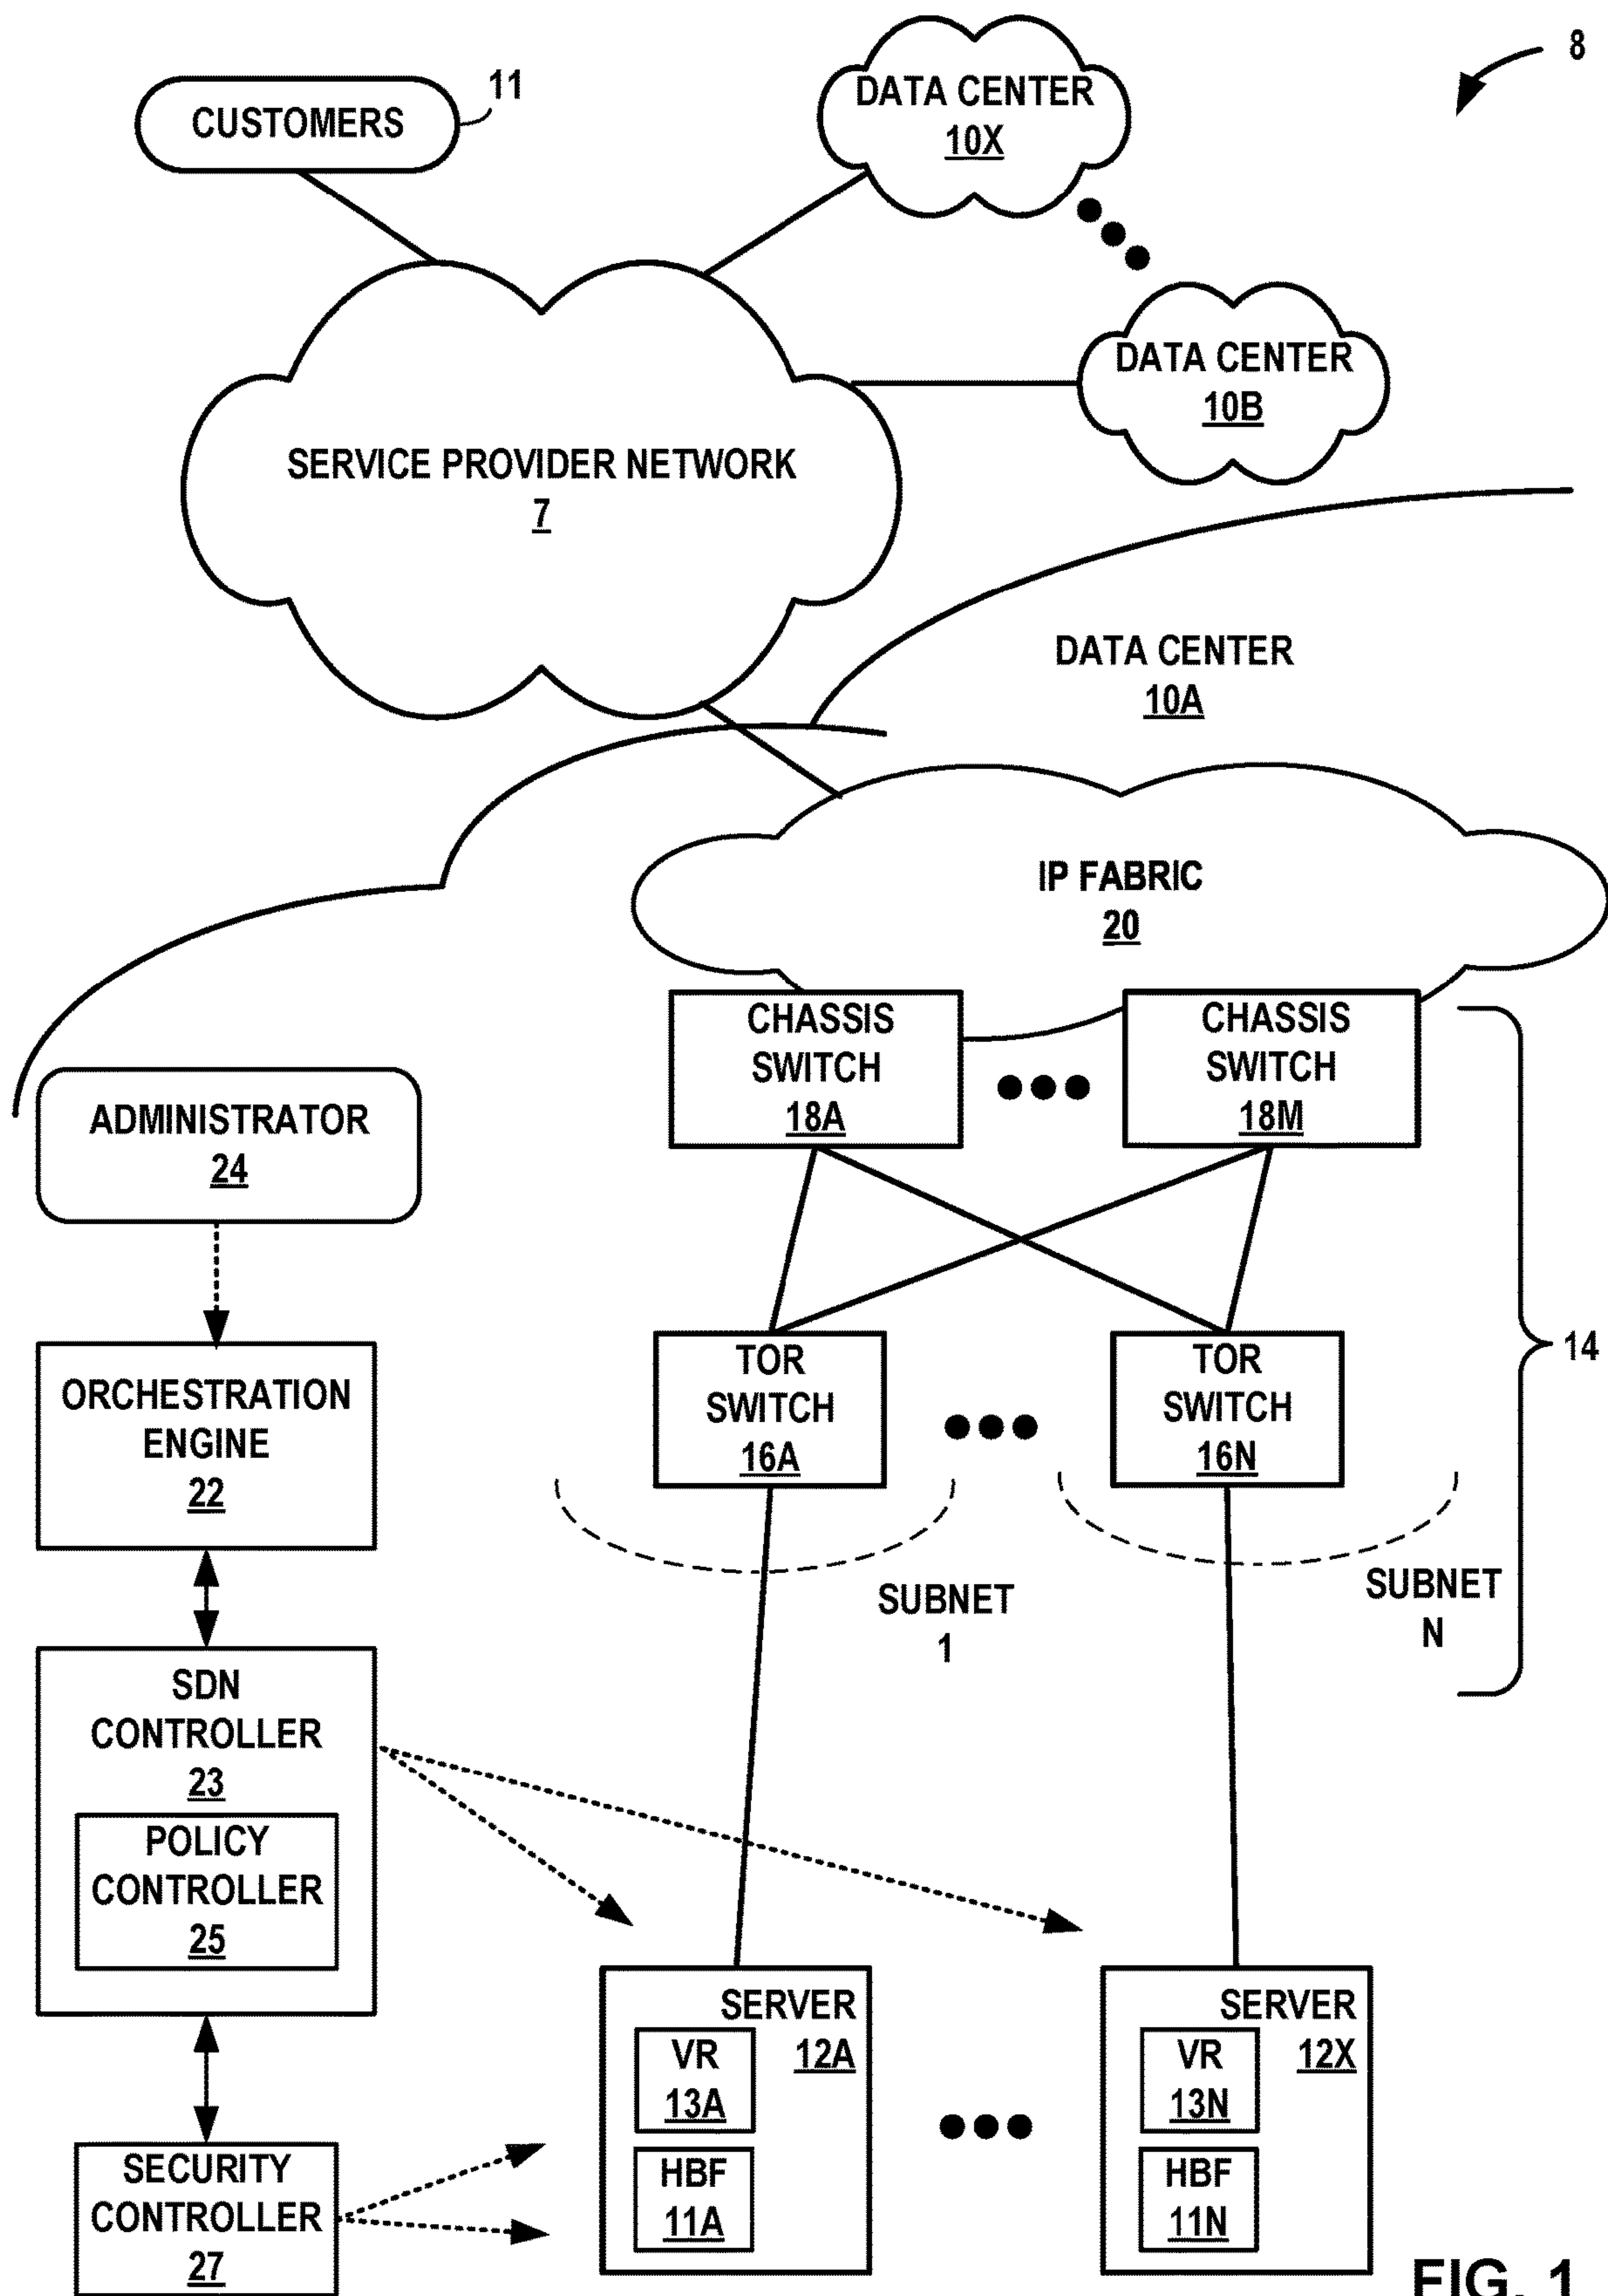 8
CUSTOMERS
11
DATA CENTER
10X
DATA CENTER
10B
SERVICE PROVIDER NETWORK
7
DATA CENTER
10A
IP FABRIC
20
CHASSIS
SWITCH
18A
CHASSIS
SWITCH
18M
ADMINISTRATOR
24
TOR
SWITCH
16A
TOR
SWITCH
16N
14
ORCHESTRATION
ENGINE
22
SUBNET
1
SUBNET
N
SDN
CONTROLLER
23
POLICY
CONTROLLER
25
SERVER
12A
VR
13A
HBF
11A
SERVER
12X
VR
13N
HBF
11N
SECURITY
CONTROLLER
27
FIG. 1